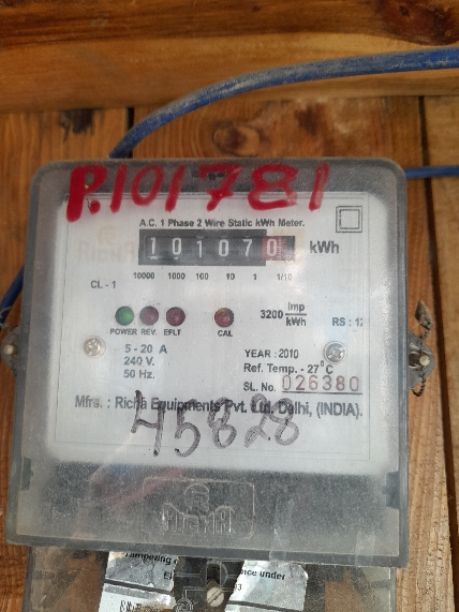 P.101781
A.C. 1 Phase 2 Wire Static kWh Meter.
101070 kWh
10000 1000 100 10 1 1/10
CL - 1
3200 Imp/kWh
POWER REV. EFLT CAL
RS : 12
5 - 20 A
240 V.
50 Hz.
YEAR : 2010
Ref. Temp. - 27°C
SL. No. 026380
Mfrs. : Richa Equipments Pvt. Ltd. Delhi, (INDIA).
45828